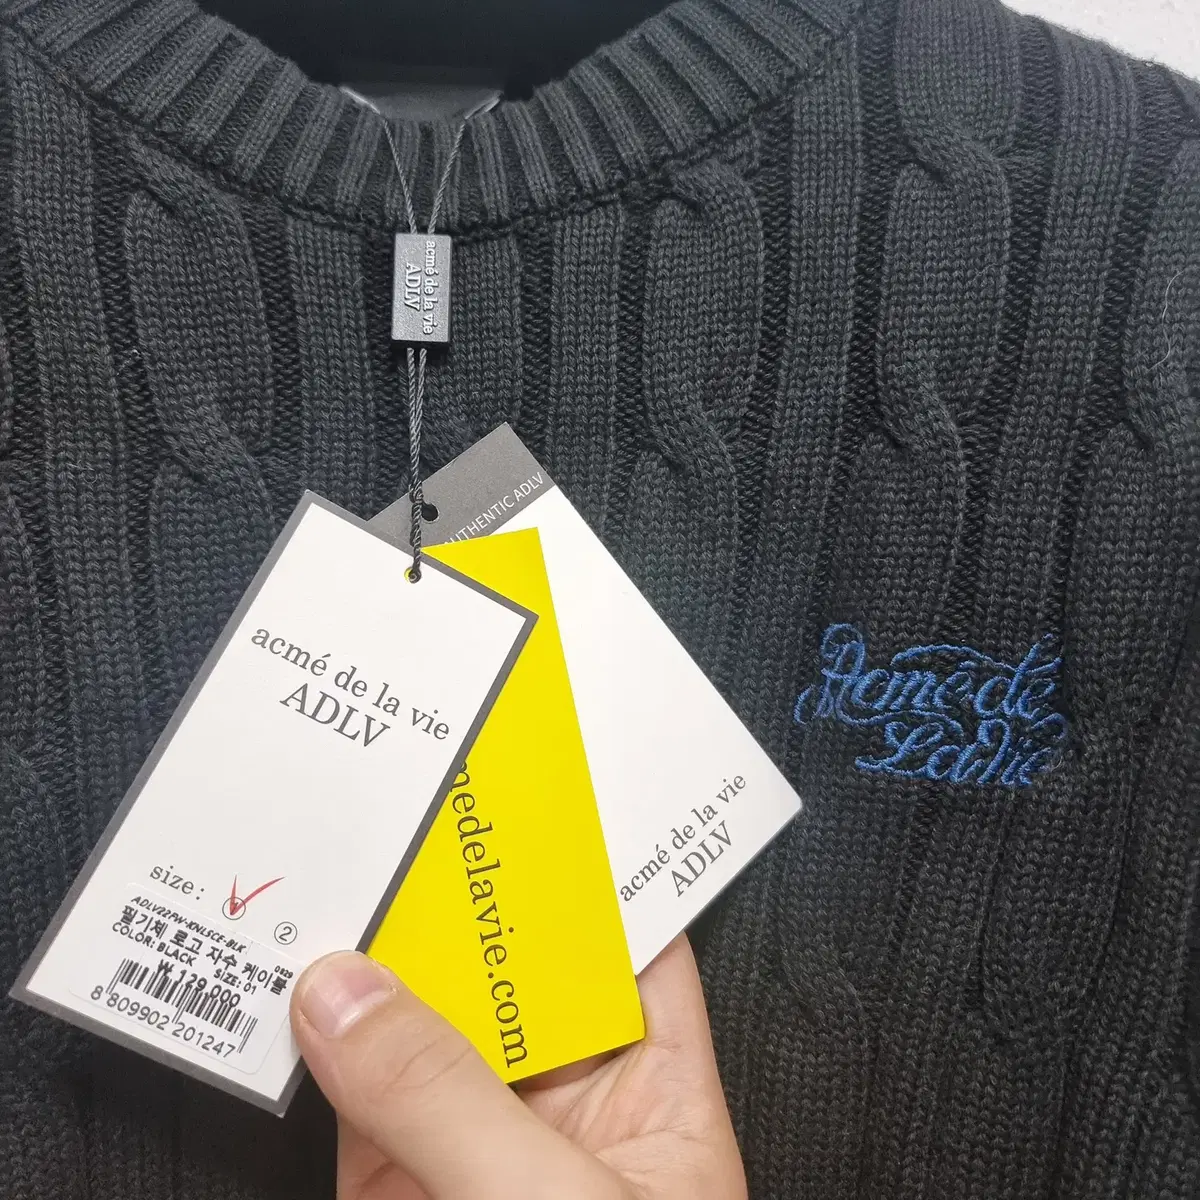 acmé de la vie
ADLV
AUTHENTIC ADLV
acmé de la vie
ADLV
size:
②
ADLV22FW-KNLSCE-BLK
필기체 로고 자수 케이블
0829
COLOR: BLACK
SIZE: 01
₩ 129,000
8 809902 201247
medelavie.com
acmé de la vie
ADLV
Acmé de
La Vie